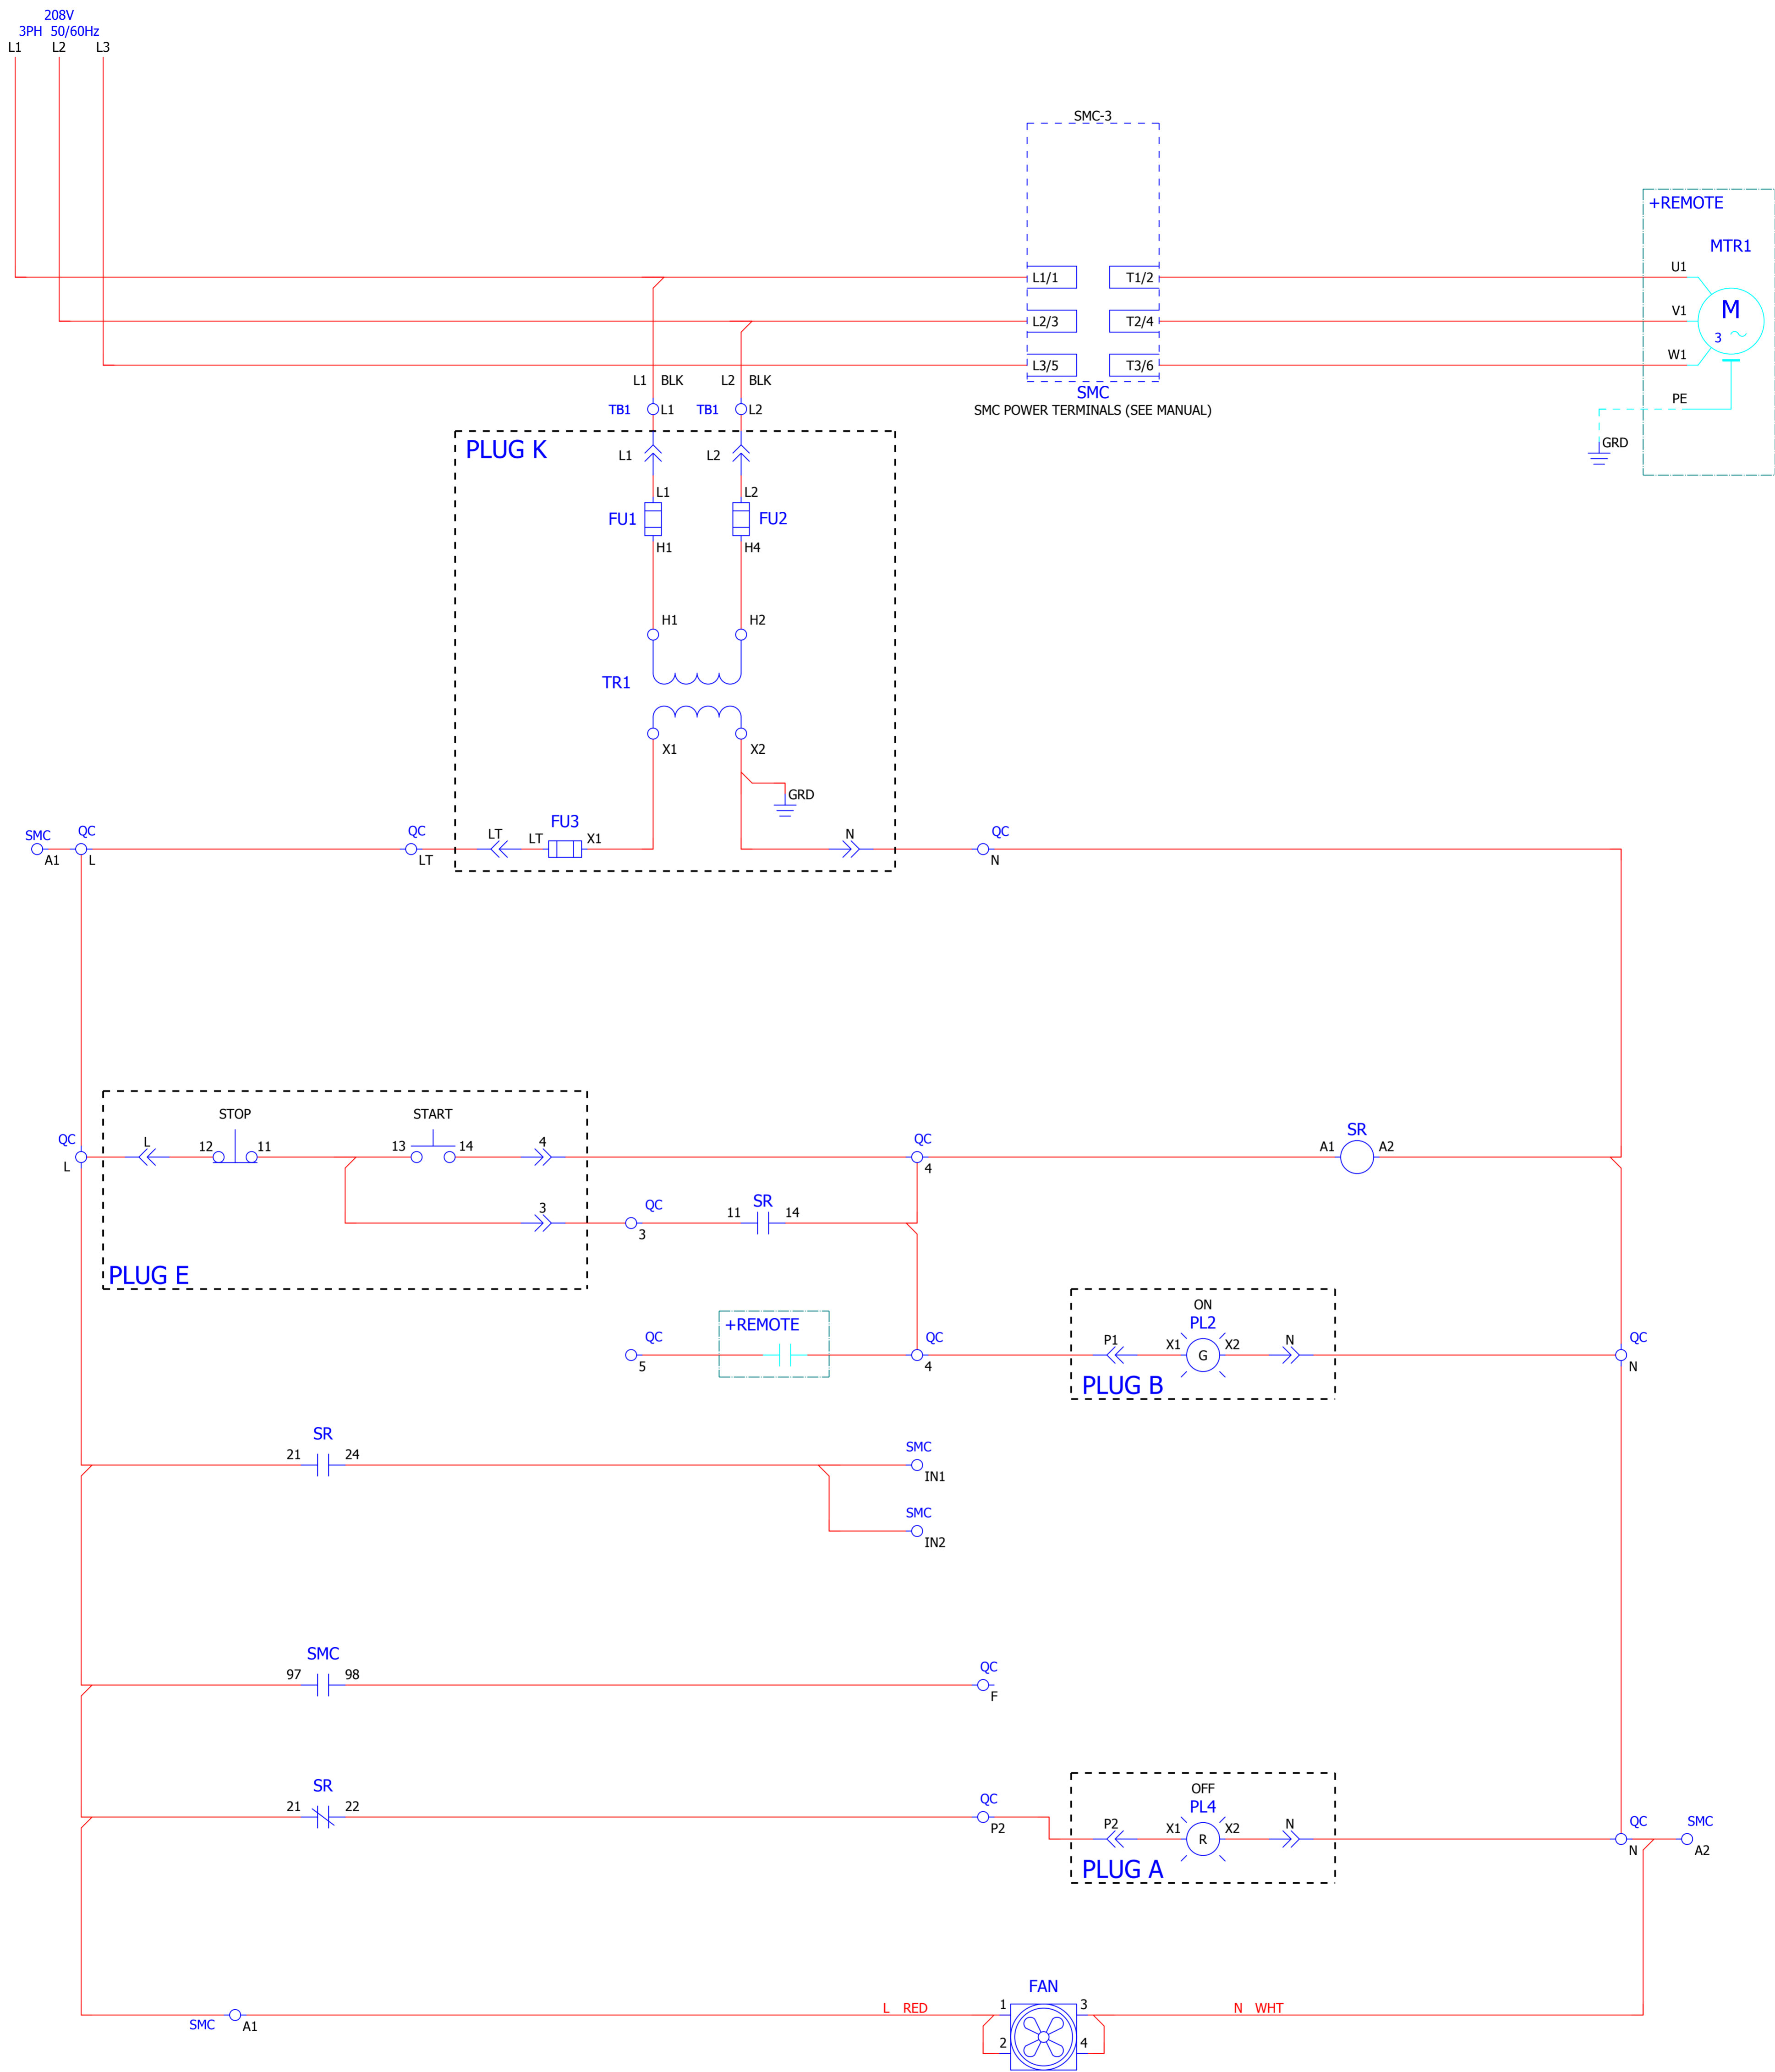 208V
3PH 50/60Hz
L1 L2 L3
SMC-3
+REMOTE
MTR1
L1/1 T1/2 U1
L2/3 T2/4 V1
M
3
L3/5 T3/6 W1
L1 BLK L2 BLK
SMC
PE
TB1 L1 TB1 L2
SMC POWER TERMINALS (SEE MANUAL)
GRD
PLUG K
L1 L2
L1 L2
FU1 FU2
H1 H4
H1 H2
TR1
X1 X2
GRD
FU3
SMC QC QC LT LT X1 N QC
A1 L LT N
STOP START
QC L 12 11 13 14 4 QC SR
A1 A2
L 4
3 QC 11 SR 14
3
PLUG E
ON
+REMOTE PL2
QC QC P1 X1 X2 N QC
G
5 4 N
PLUG B
SR
21 24 SMC
IN1
SMC
IN2
SMC
97 98 QC
F
SR
21 22 QC
P2
OFF
PL4
P2 X1 X2 N QC SMC
R
N A2
PLUG A
FAN
L RED 1 3 N WHT
SMC A1
2 4